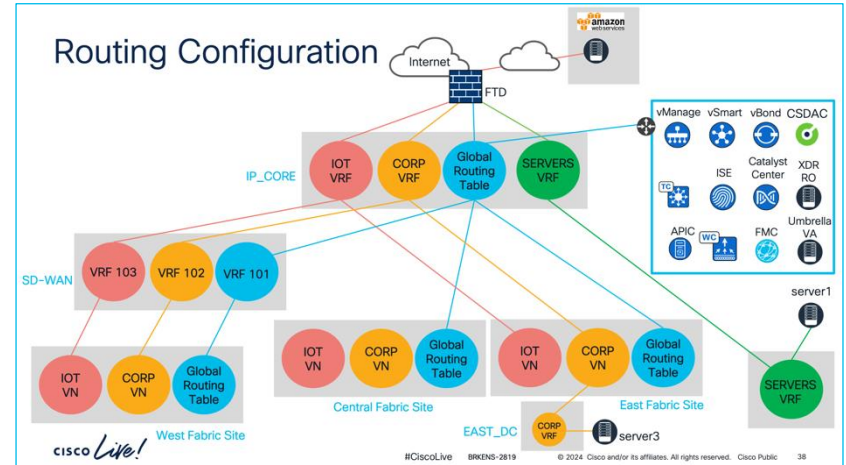 Routing Configuration
Internet
amazon
webservices
FTD
vManage
vSmart
vBond
CSDAC
IP_CORE
IOT
VRF
CORP
VRF
Global
Routing
Table
SERVERS
VRF
TC
ISE
Catalyst
Center
XDR
RO
APIC
WC
FMC
Umbrella
VA
SD-WAN
VRF 103
VRF 102
VRF 101
server1
IOT
VN
CORP
VN
Global
Routing
Table
West Fabric Site
IOT
VN
CORP
VN
Global
Routing
Table
Central Fabric Site
IOT
VN
CORP
VN
Global
Routing
Table
East Fabric Site
SERVERS
VRF
EAST_DC
CORP
VRF
server3
CISCO Live!
#CiscoLive
BRKENS-2819
© 2024 Cisco and/or its affiliates. All rights reserved. Cisco Public
38